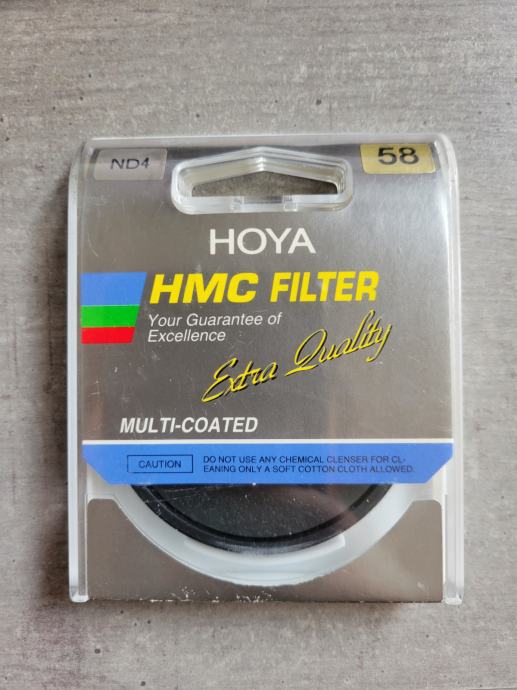 ND4
58
HOYA
HMC FILTER
Your Guarantee of
Excellence
Extra Quality
MULTI-COATED
CAUTION
DO NOT USE ANY CHEMICAL CLENSER FOR CL-
EANING ONLY A SOFT COTTON CLOTH ALLOWED.